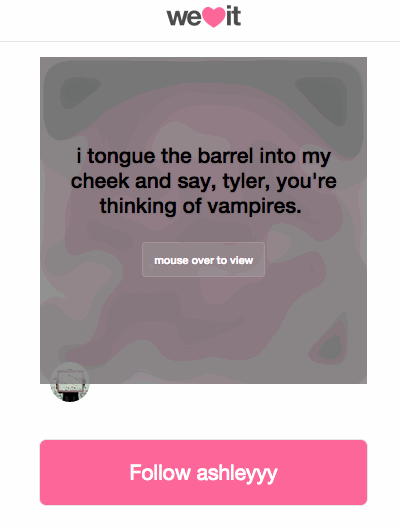 we♥it
i tongue the barrel into my
cheek and say, tyler, you're
thinking of vampires.
mouse over to view
Follow ashleyyy